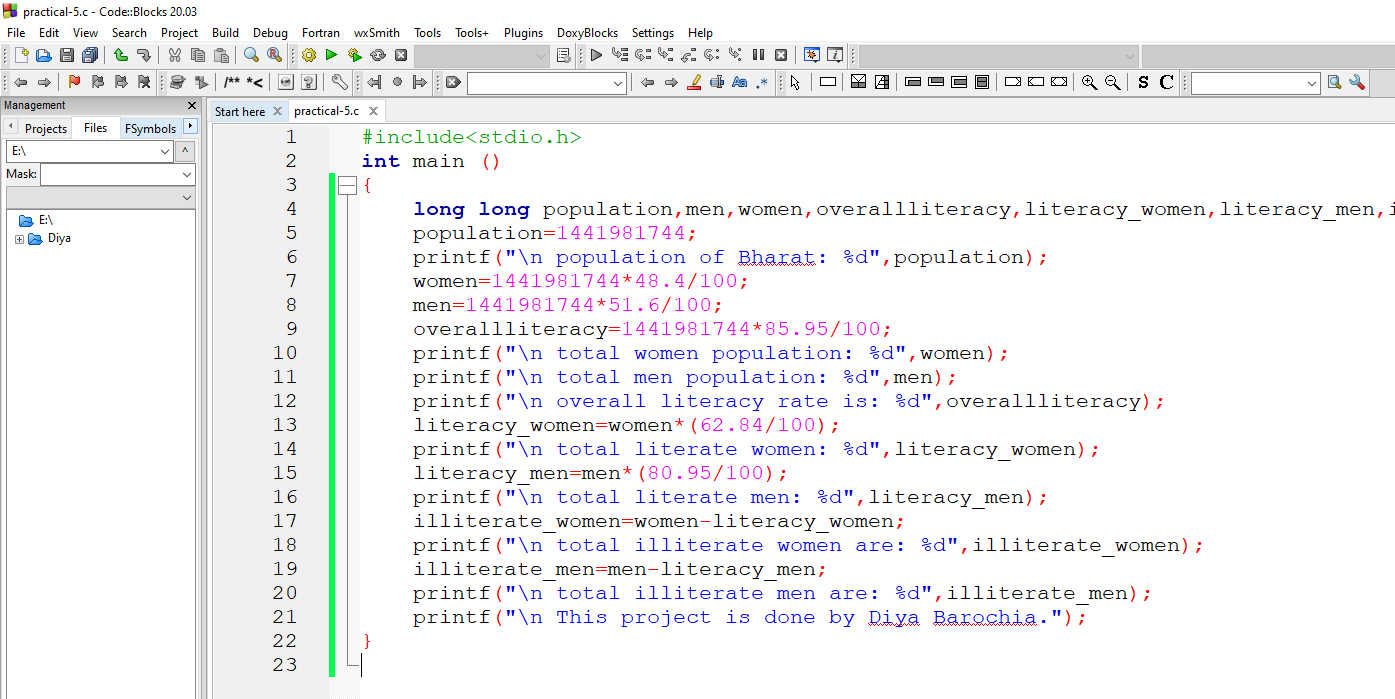 practical-5.c - Code::Blocks 20.03
File Edit View Search Project Build Debug Fortran wxSmith Tools Tools+ Plugins DoxyBlocks Settings Help
/** *<
S C
Management
Projects Files FSymbols
E:\
Mask:
E:\
Diya
Start here practical-5.c
1 #include<stdio.h>
2 int main ()
3 {
4 long long population,men,women,overallliteracy,literacy_women,literacy_men,i
5 population=1441981744;
6 printf("\n population of Bharat: %d",population);
7 women=1441981744*48.4/100;
8 men=1441981744*51.6/100;
9 overallliteracy=1441981744*85.95/100;
10 printf("\n total women population: %d",women);
11 printf("\n total men population: %d",men);
12 printf("\n overall literacy rate is: %d",overallliteracy);
13 literacy_women=women*(62.84/100);
14 printf("\n total literate women: %d",literacy_women);
15 literacy_men=men*(80.95/100);
16 printf("\n total literate men: %d",literacy_men);
17 illiterate_women=women-literacy_women;
18 printf("\n total illiterate women are: %d",illiterate_women);
19 illiterate_men=men-literacy_men;
20 printf("\n total illiterate men are: %d",illiterate_men);
21 printf("\n This project is done by Diya Barochia.");
22 }
23